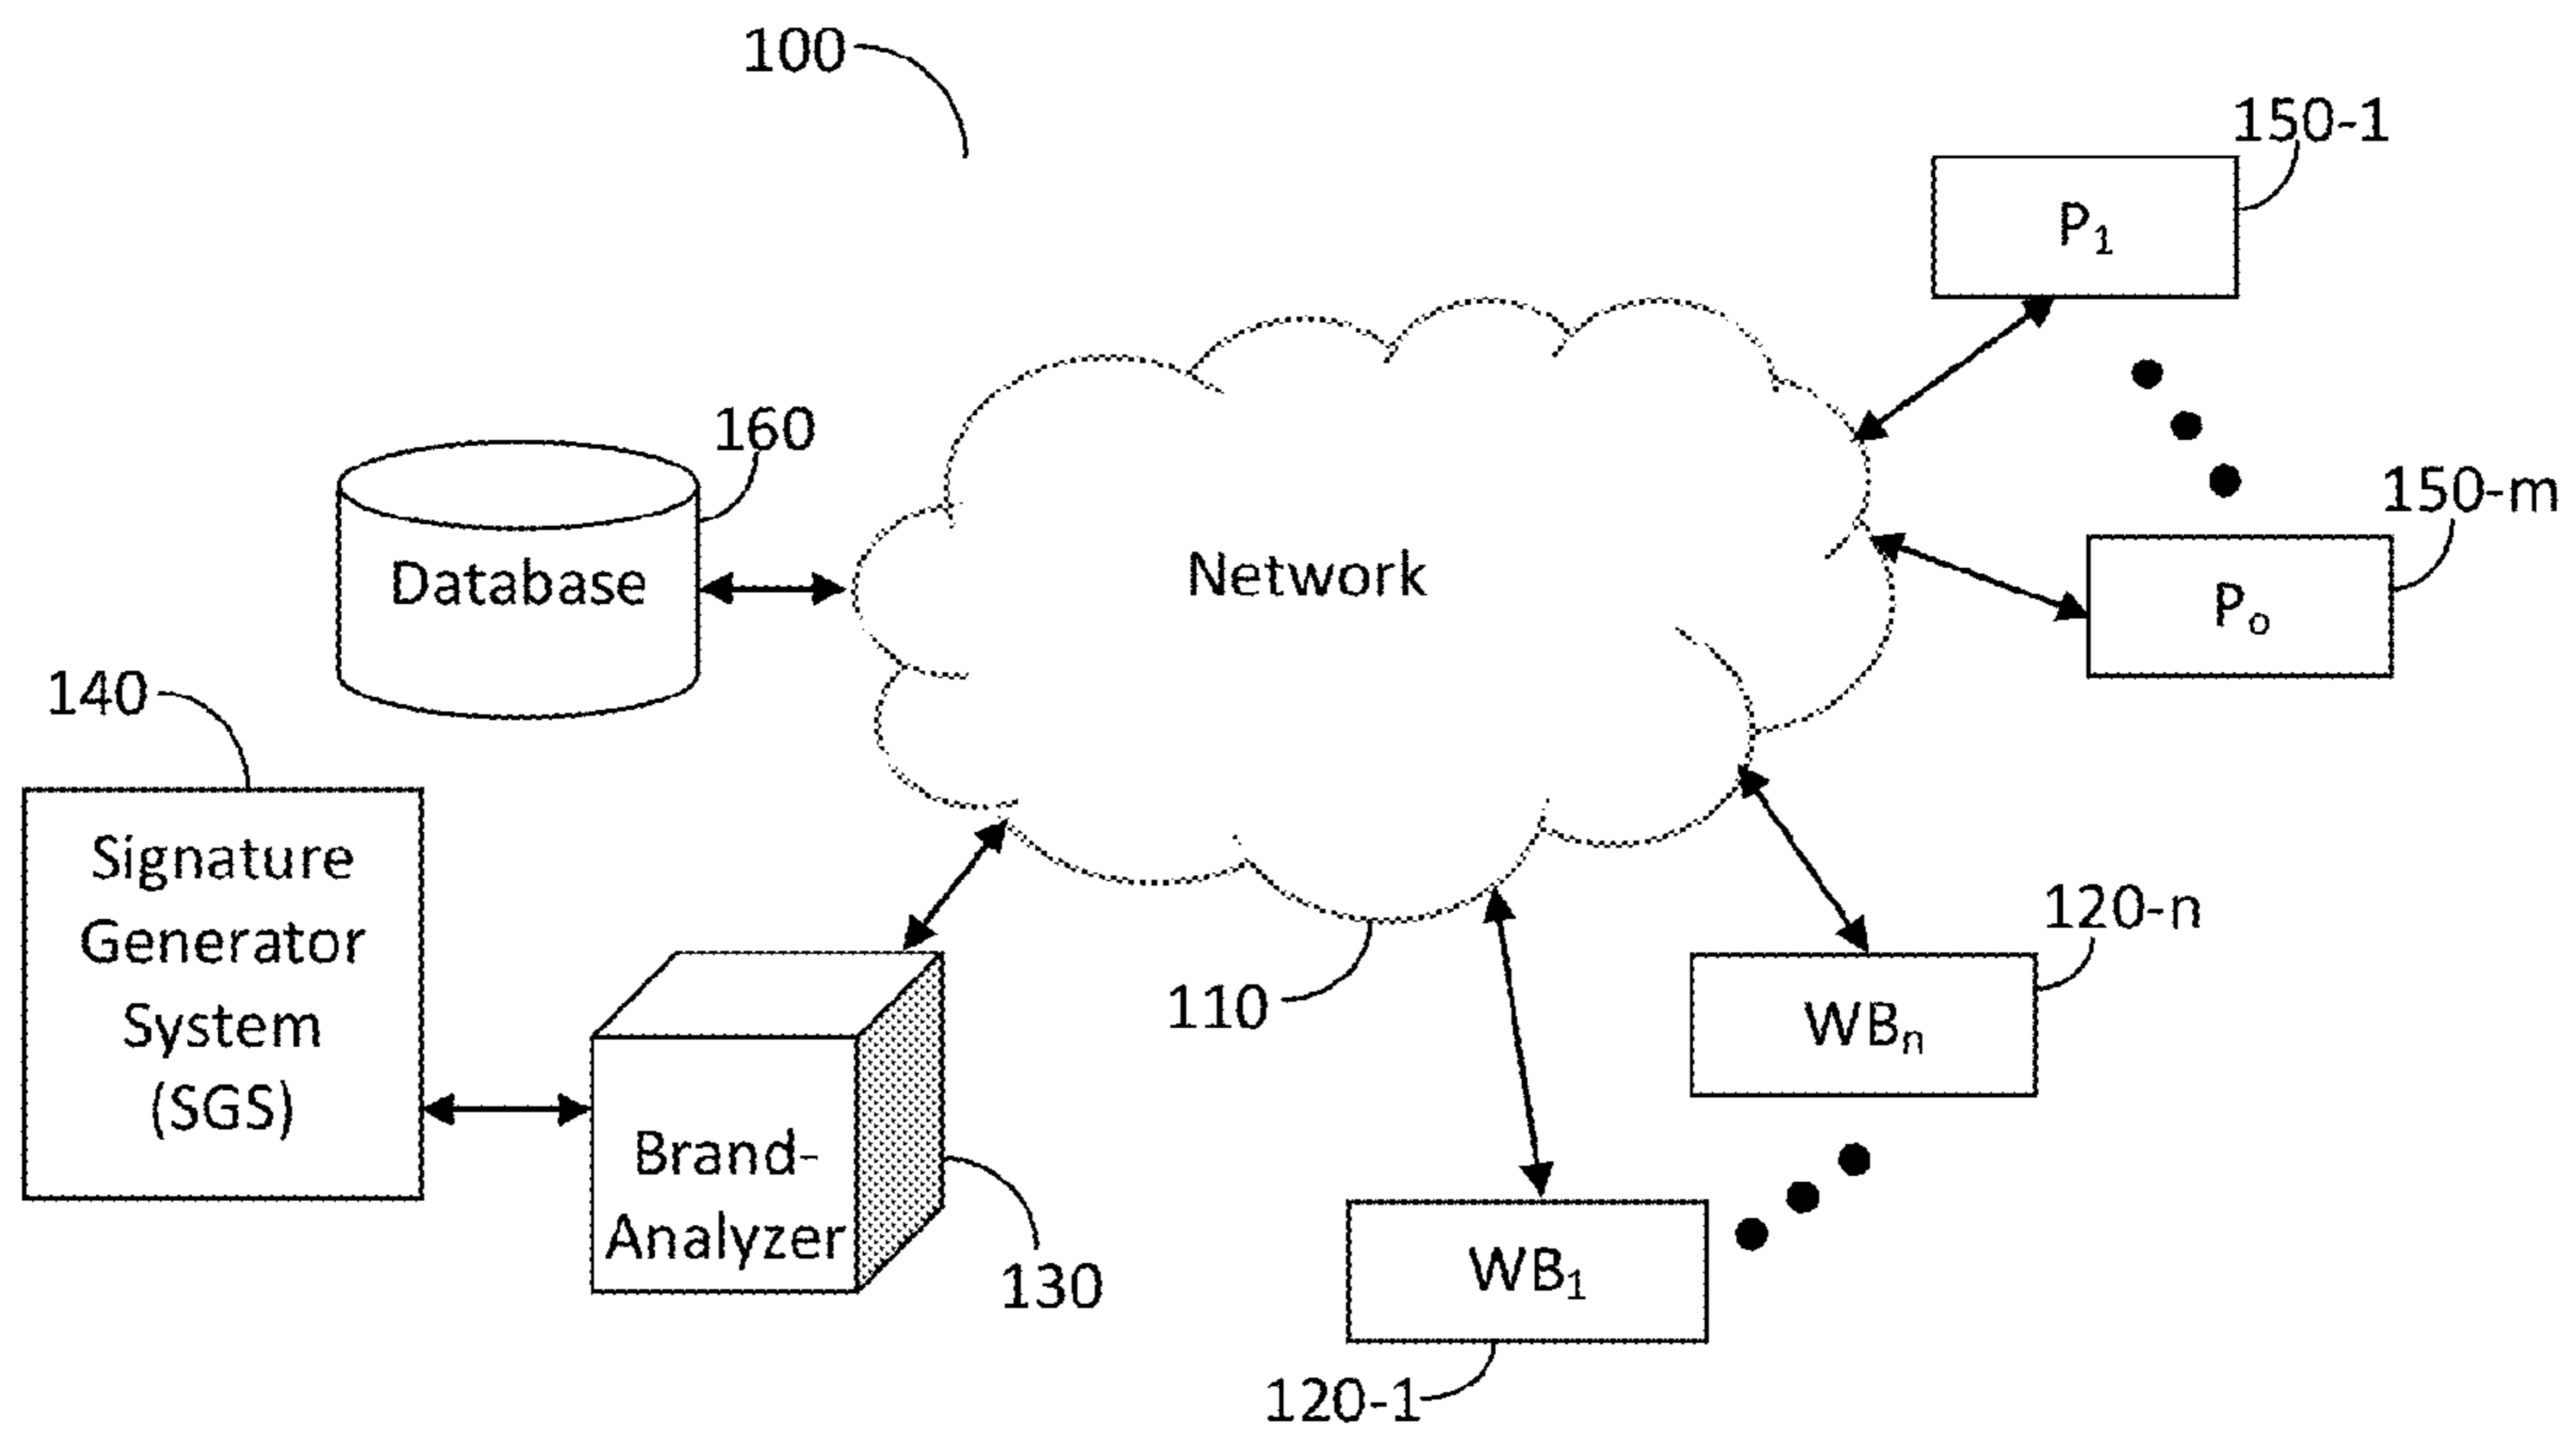 100
150-1
P1
160
150-m
Database
Network
Po
140
Signature
Generator
System
(SGS)
120-n
110
WBn
Brand-
Analyzer
130
WB1
120-1